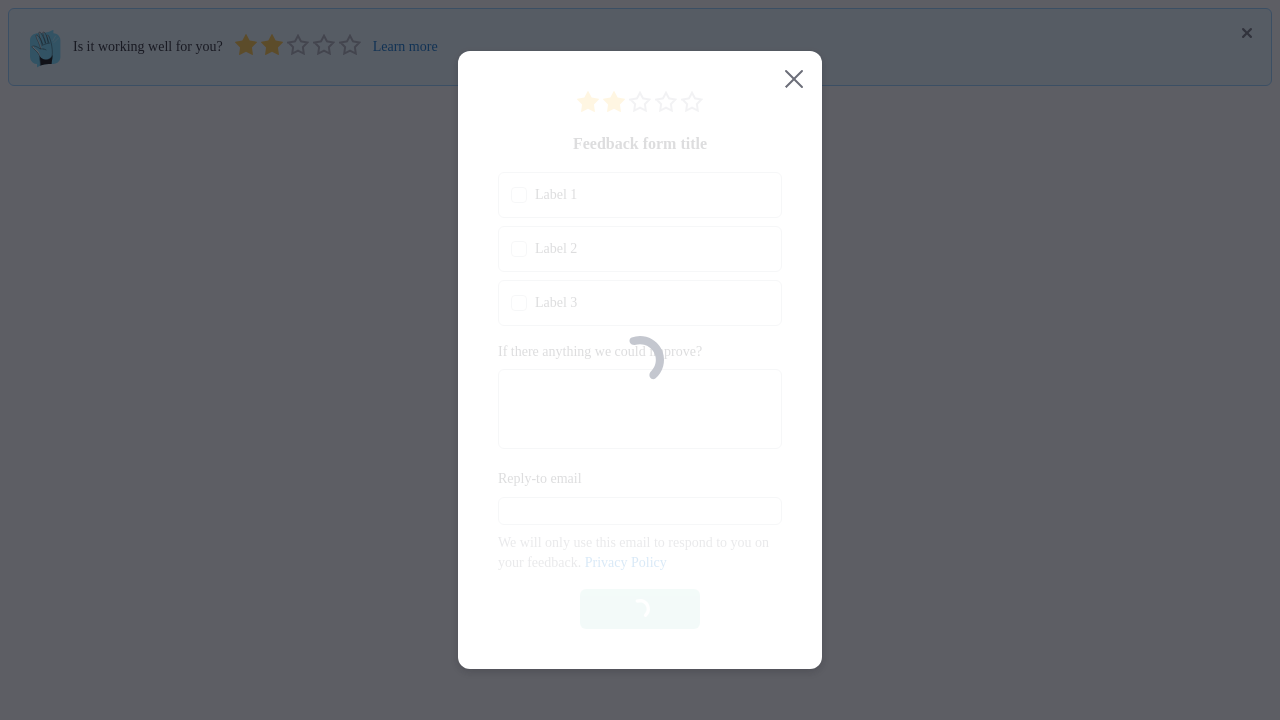 Is it working well for you?
Learn more
Feedback form title
Label 1
Label 2
Label 3
If there anything we could improve?
Reply-to email
We will only use this email to respond to you on
your feedback. Privacy Policy